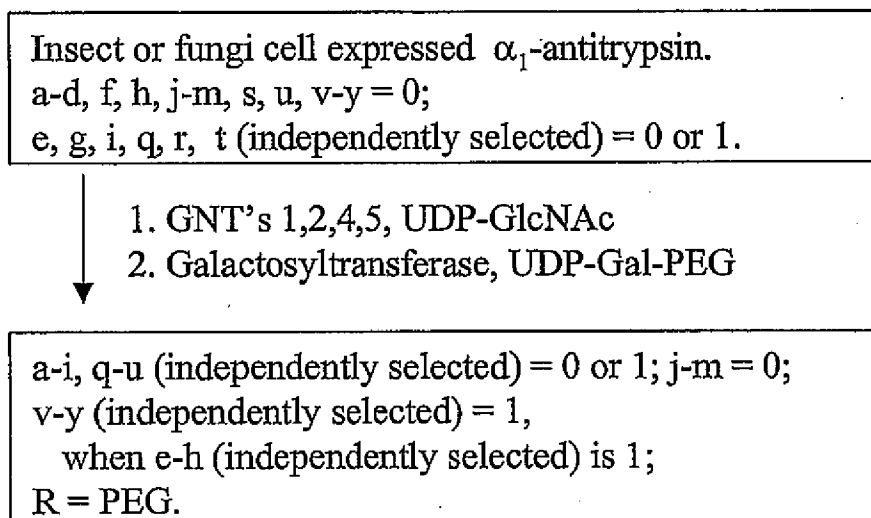 Insect or fungi cell expressed α₁-antitrypsin.
a-d, f, h, j-m, s, u, v-y = 0;
e, g, i, q, r, t (independently selected) = 0 or 1.
1. GNT's 1,2,4,5, UDP-GlcNAc
2. Galactosyltransferase, UDP-Gal-PEG
a-i, q-u (independently selected) = 0 or 1; j-m = 0;
v-y (independently selected) = 1,
when e-h (independently selected) is 1;
R = PEG.